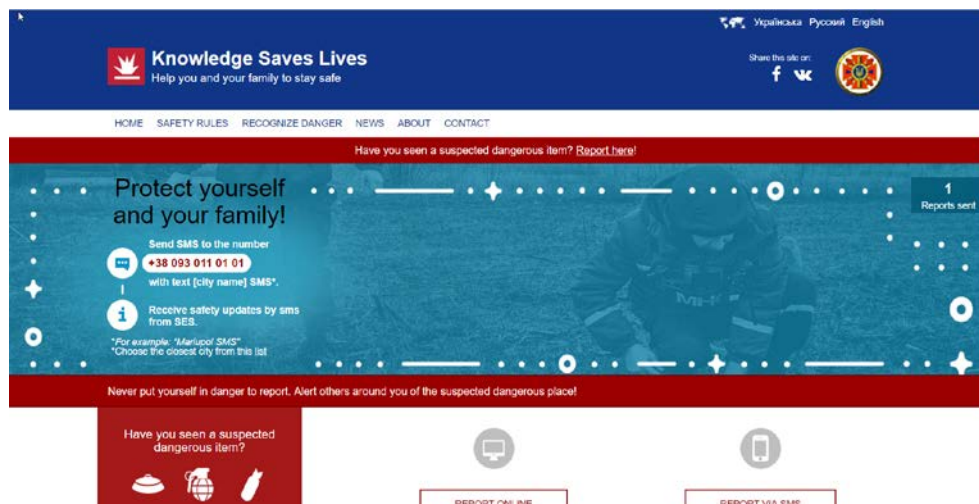 Українська Русский English
Knowledge Saves Lives
Help you and your family to stay safe
Share this site on:
HOME SAFETY RULES RECOGNIZE DANGER NEWS ABOUT CONTACT
Have you seen a suspected dangerous item? Report here!
Protect yourself
and your family!
1
Reports sent
Send SMS to the number
+38 093 011 01 01
with text [city name] SMS*.
Receive safety updates by sms
from SES.
*For example: "Mariupol SMS"
*Choose the closest city from this list
Never put yourself in danger to report. Alert others around you of the suspected dangerous place!
Have you seen a suspected
dangerous item?
REPORT ONLINE
REPORT VIA SMS